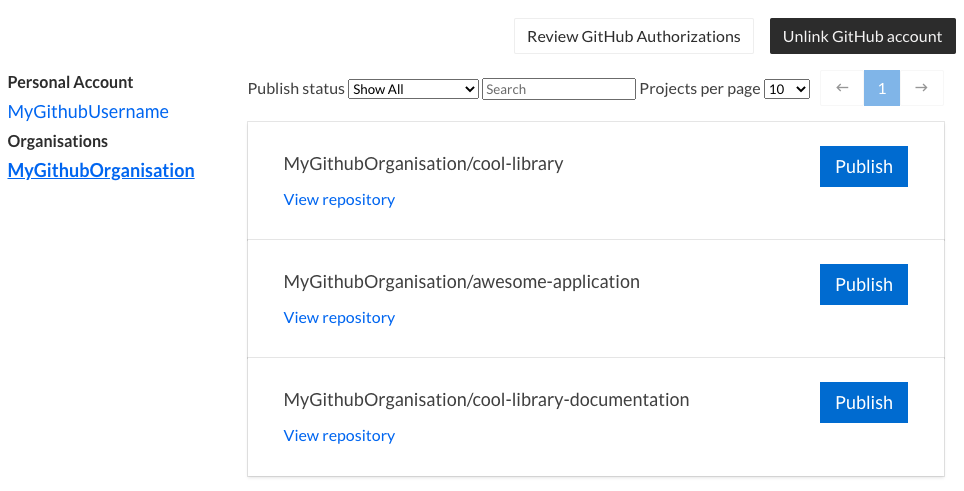 Review GitHub Authorizations Unlink GitHub account
Personal Account
MyGithubUsername
Organisations
MyGithubOrganisation
Publish status Show All Search Projects per page 10 ← 1 →
MyGithubOrganisation/cool-library Publish
View repository
MyGithubOrganisation/awesome-application Publish
View repository
MyGithubOrganisation/cool-library-documentation Publish
View repository